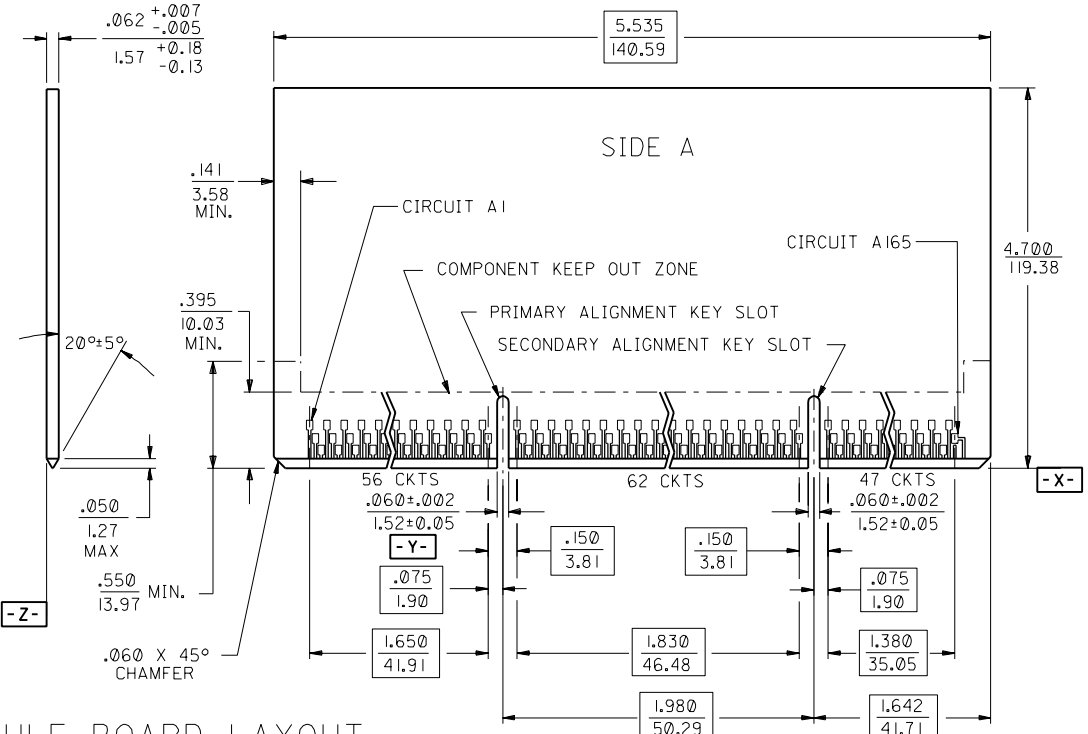 .062 +.007 -.005
1.57 +0.18 -0.13
5.535
140.59
SIDE A
.141
3.58
MIN.
CIRCUIT A1
CIRCUIT A165
4.700
119.38
COMPONENT KEEP OUT ZONE
.395
10.03
MIN.
PRIMARY ALIGNMENT KEY SLOT
SECONDARY ALIGNMENT KEY SLOT
20°±5°
56 CKTS
62 CKTS
47 CKTS
-X-
.060±.002
1.52±0.05
.060±.002
1.52±0.05
.050
1.27
MAX
-Y-
.150
3.81
.150
3.81
.550
13.97
MIN.
.075
1.90
.075
1.90
-Z-
.060 X 45°
CHAMFER
1.650
41.91
1.830
46.48
1.380
35.05
1.980
50.29
1.642
41.71
BOARD LAYOUT